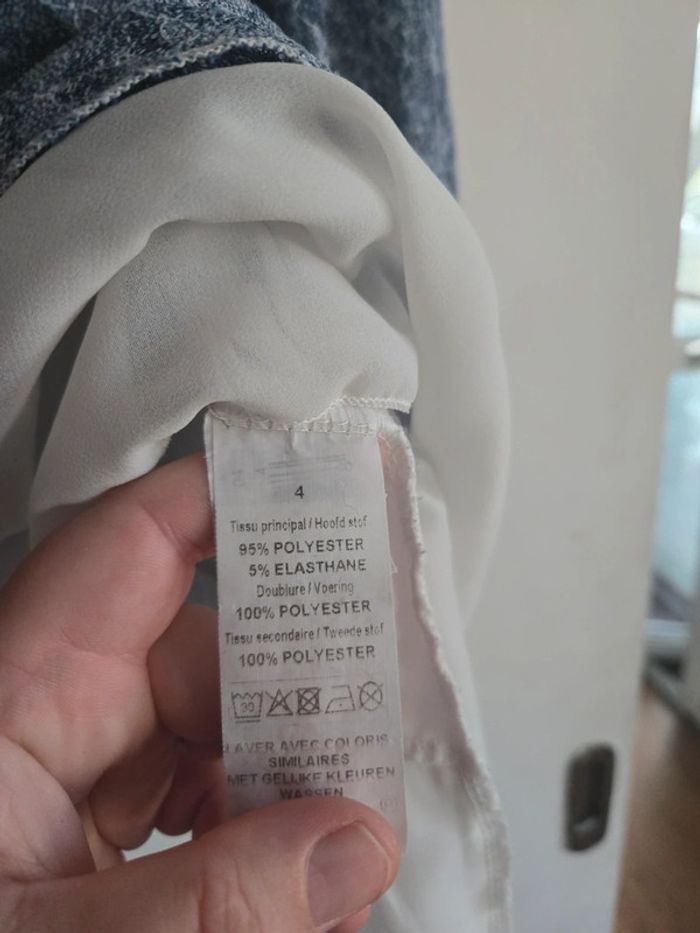 4
Tissu principal / Hoofd stof
95% POLYESTER
5% ELASTHANE
Doublure / Voering
100% POLYESTER
Tissu secondaire / Tweede stof
100% POLYESTER
30
LAVER AVEC COLORIS
SIMILAIRES
MET GELIJKE KLEUREN
WASSEN